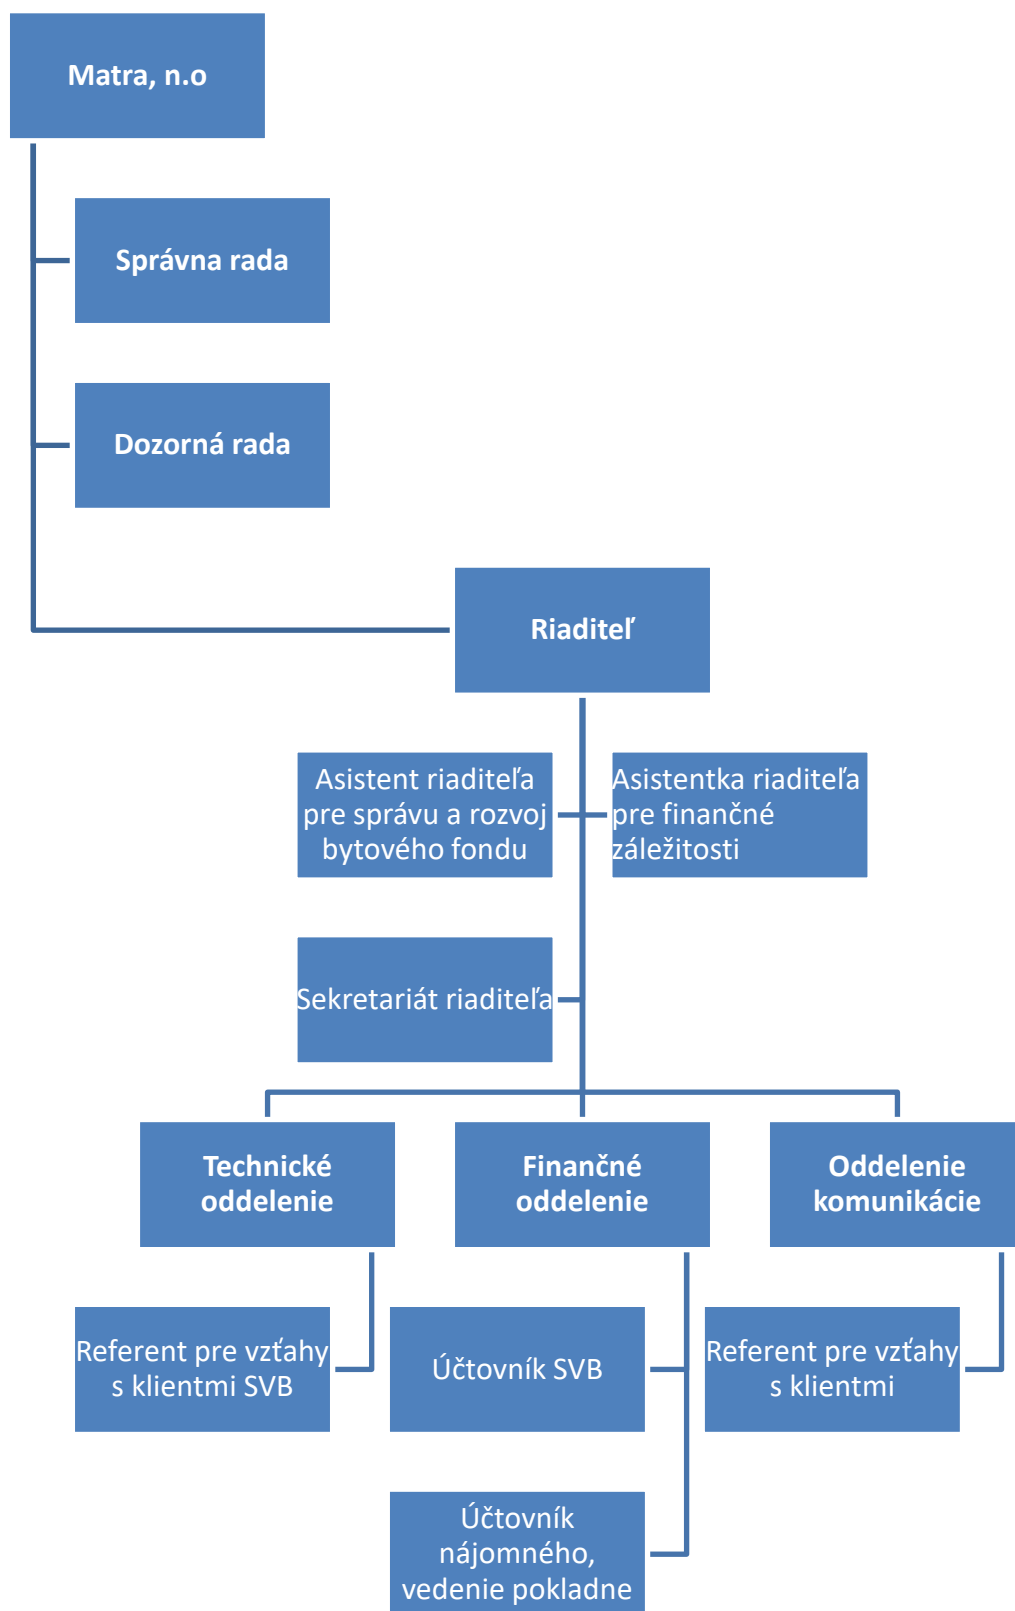 Matra, n.o
Správna rada
Dozorná rada
Riaditeľ
Asistent riaditeľa
pre správu a rozvoj
bytového fondu
Asistentka riaditeľa
pre finančné
záležitosti
Sekretariát riaditeľa
Technické
oddelenie
Finančné
oddelenie
Oddelenie
komunikácie
Referent pre vzťahy
s klientmi SVB
Účtovník SVB
Referent pre vzťahy
s klientmi
Účtovník
nájomného,
vedenie pokladne